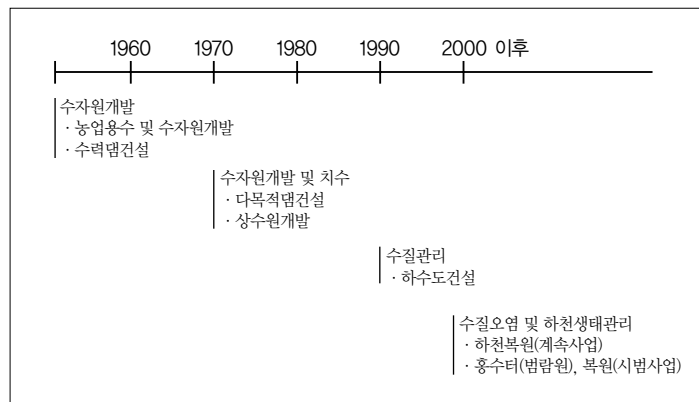 1960 1970 1980 1990 2000 이후
수자원개발
· 농업용수 및 수자원개발
· 수력댐건설
수자원개발 및 치수
· 다목적댐건설
· 상수원개발
수질관리
· 하수도건설
수질오염 및 하천생태관리
· 하천복원(계속사업)
· 홍수터(범람원), 복원(시범사업)